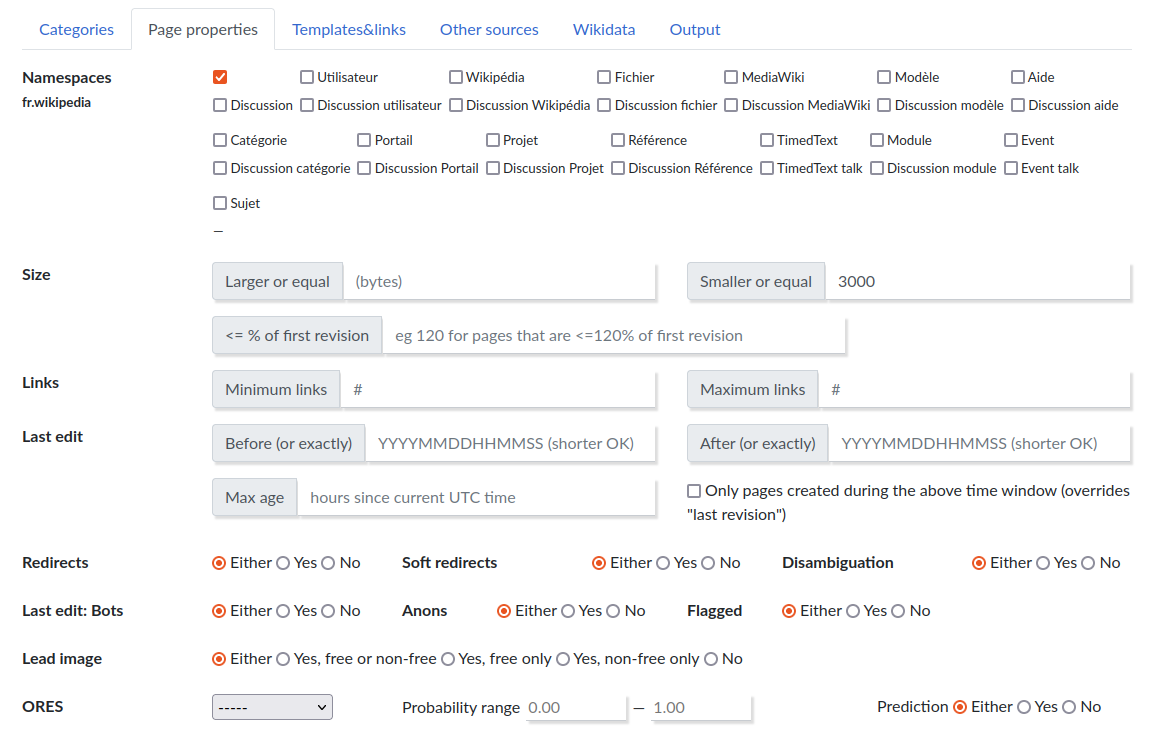 Categories Page properties Templates&links Other sources Wikidata Output
Namespaces Utilisateur Wikipédia Fichier MediaWiki Modèle Aide
fr.wikipedia Discussion Discussion utilisateur Discussion Wikipédia Discussion fichier Discussion MediaWiki Discussion modèle Discussion aide
Catégorie Portail Projet Référence TimedText Module Event
Discussion catégorie Discussion Portail Discussion Projet Discussion Référence TimedText talk Discussion module Event talk
Sujet
—
Size Larger or equal (bytes) Smaller or equal 3000
<= % of first revision eg 120 for pages that are <=120% of first revision
Links Minimum links # Maximum links #
Last edit Before (or exactly) YYYYMMDDHHMMSS (shorter OK) After (or exactly) YYYYMMDDHHMMSS (shorter OK)
Max age hours since current UTC time Only pages created during the above time window (overrides
"last revision")
Redirects Either Yes No Soft redirects Either Yes No Disambiguation Either Yes No
Last edit: Bots Either Yes No Anons Either Yes No Flagged Either Yes No
Lead image Either Yes, free or non-free Yes, free only Yes, non-free only No
ORES ----- Probability range 0.00 — 1.00 Prediction Either Yes No